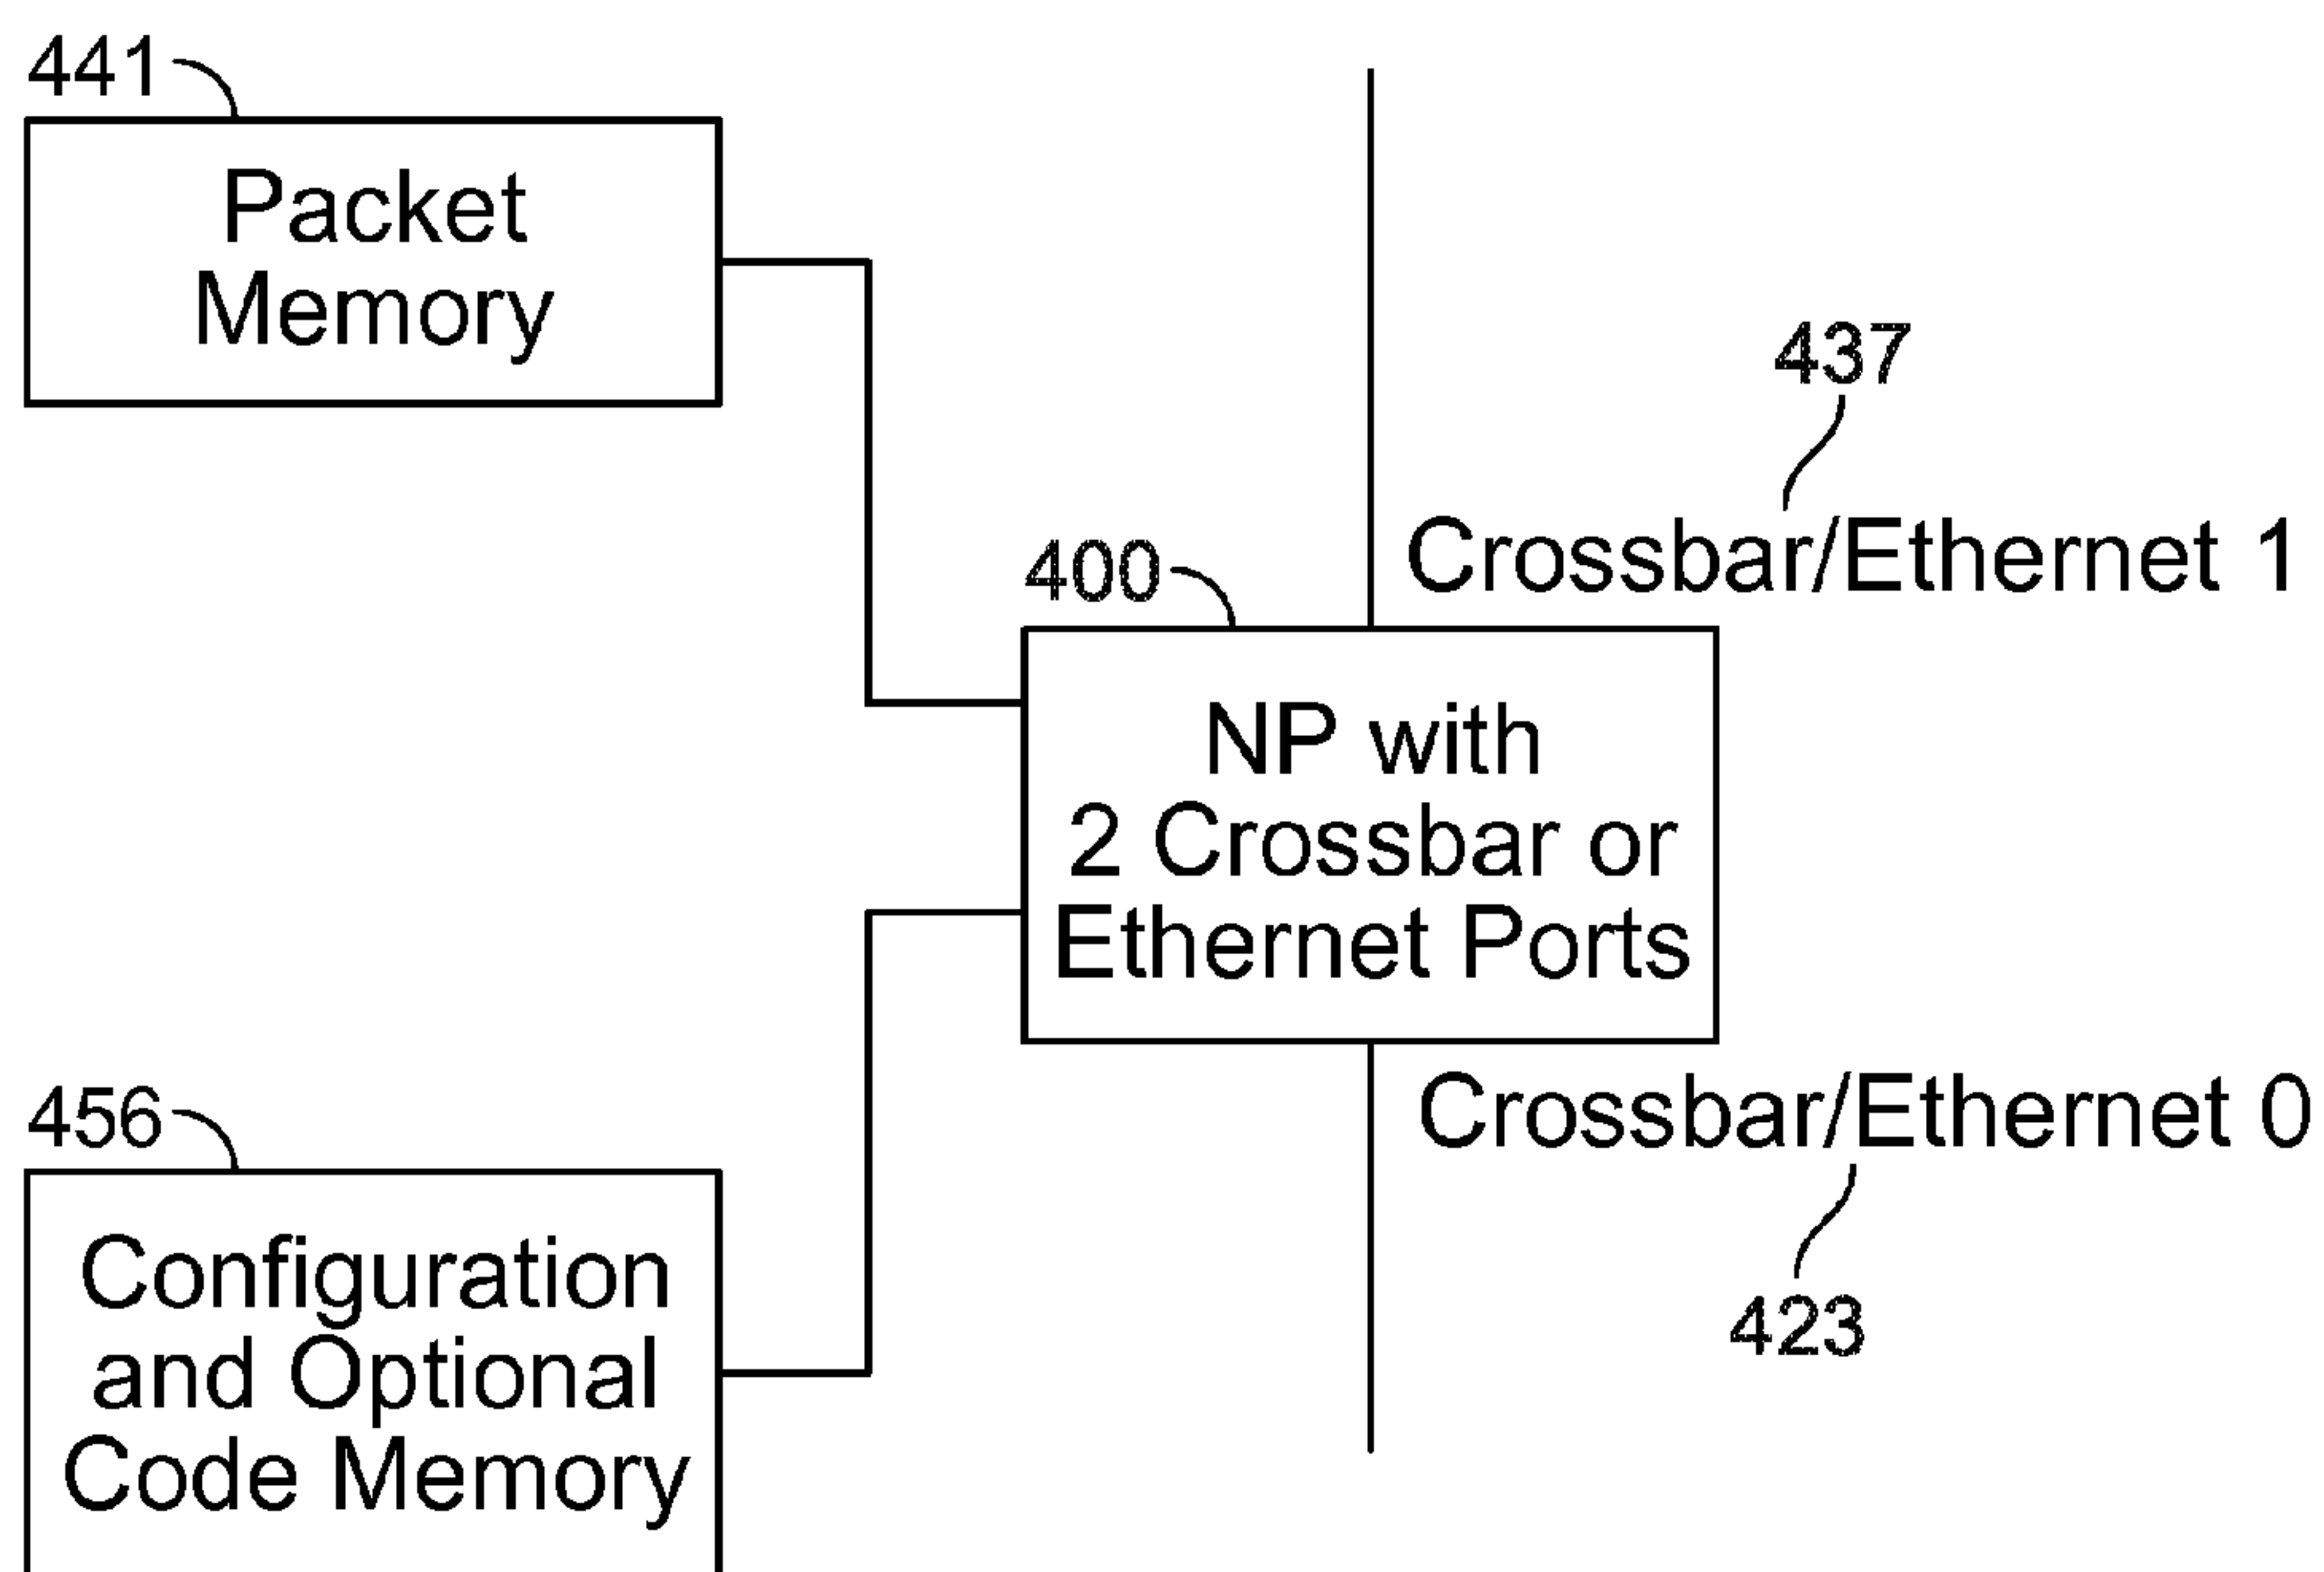 441
Packet
Memory
437
Crossbar/Ethernet 1
400
NP with
2 Crossbar or
Ethernet Ports
Crossbar/Ethernet 0
423
456
Configuration
and Optional
Code Memory